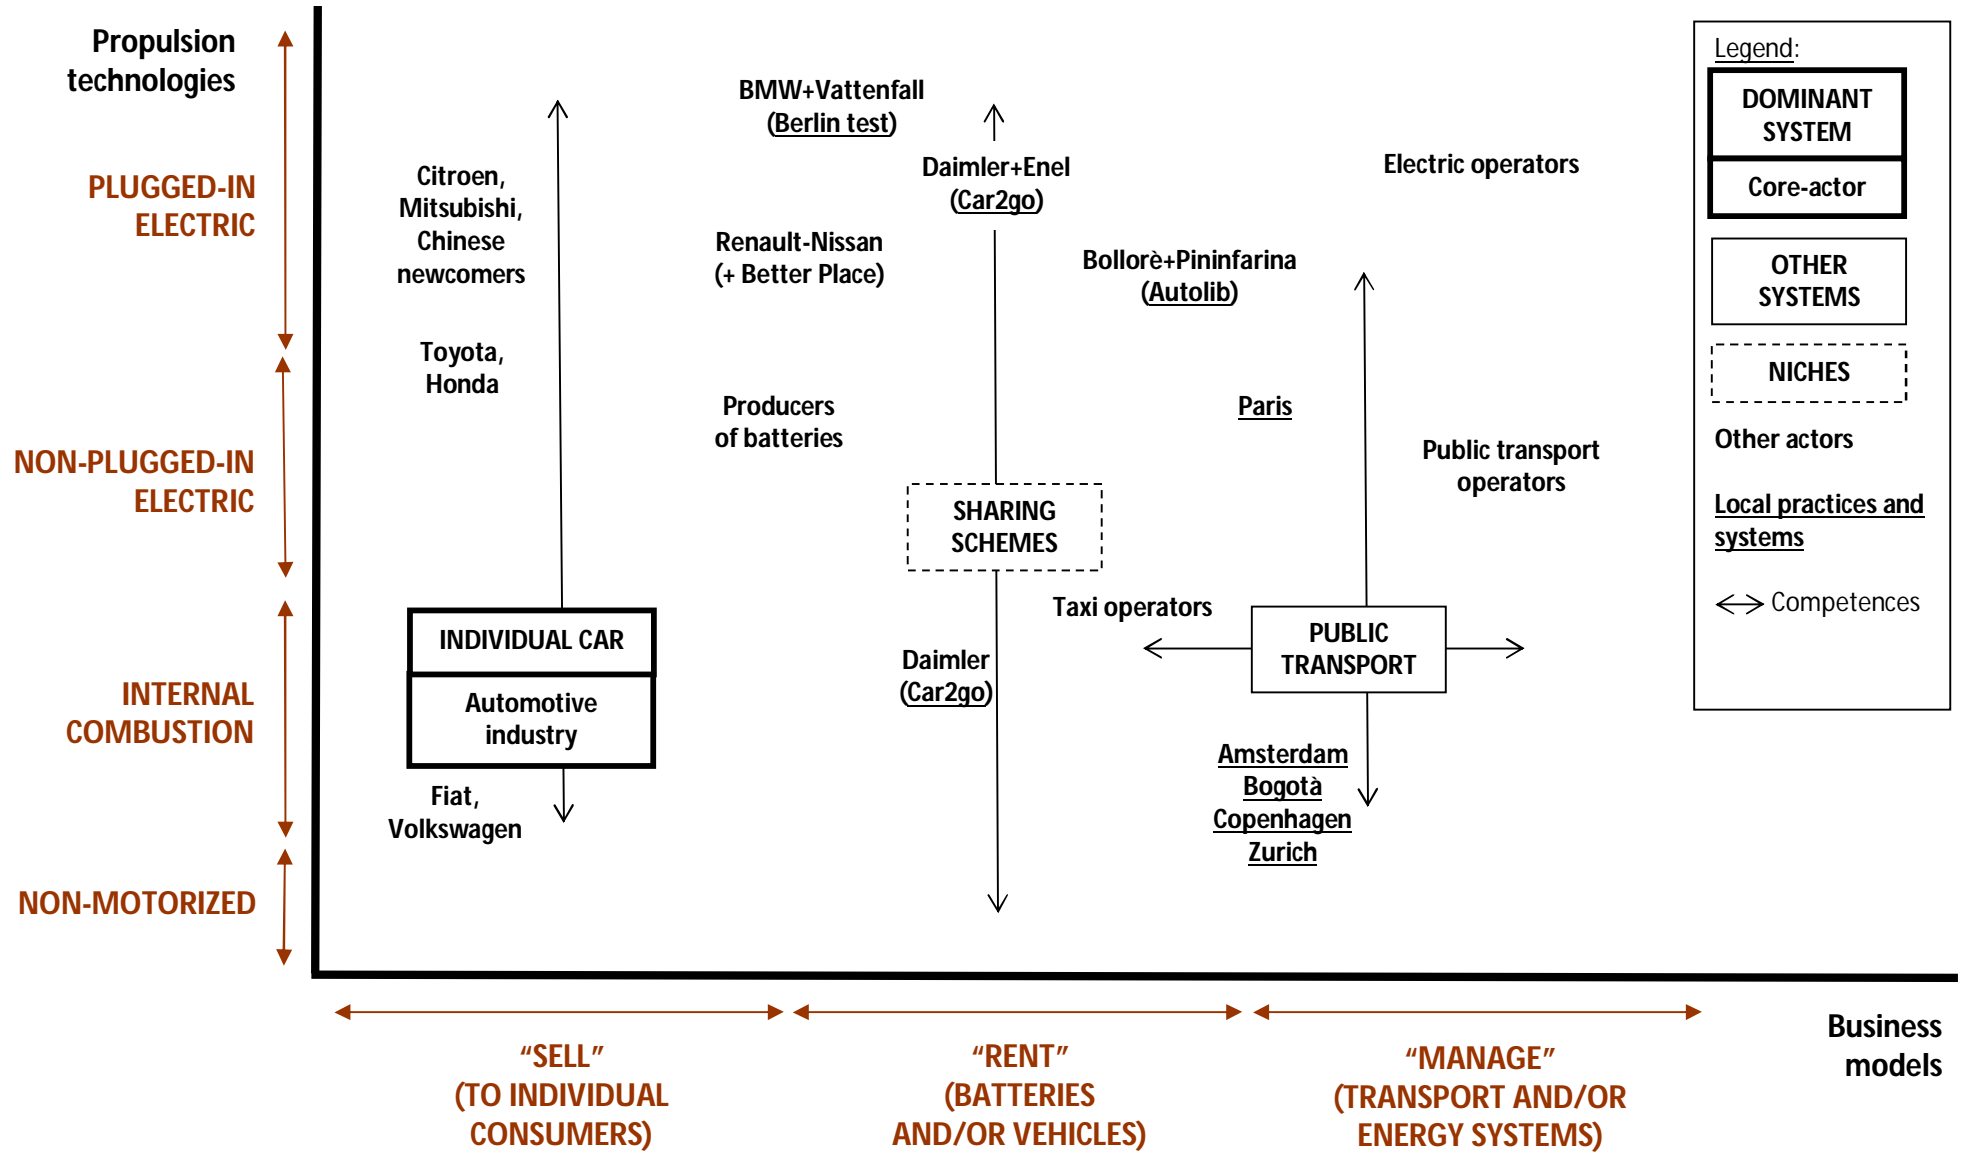 Propulsion
technologies
PLUGGED-IN
ELECTRIC
NON-PLUGGED-IN
ELECTRIC
INTERNAL
COMBUSTION
NON-MOTORIZED
Citroen,
Mitsubishi,
Chinese
newcomers
Toyota,
Honda
INDIVIDUAL CAR
Automotive
industry
Fiat,
Volkswagen
BMW+Vattenfall
(Berlin test)
Daimler+Enel
(Car2go)
Renault-Nissan
(+ Better Place)
Producers
of batteries
SHARING
SCHEMES
Daimler
(Car2go)
Electric operators
Bollorè+Pininfarina
(Autolib)
Paris
Public transport
operators
Taxi operators
PUBLIC
TRANSPORT
Amsterdam
Bogotà
Copenhagen
Zurich
Legend:
DOMINANT
SYSTEM
Core-actor
OTHER
SYSTEMS
NICHES
Other actors
Local practices and
systems
Competences
“SELL”
(TO INDIVIDUAL
CONSUMERS)
“RENT”
(BATTERIES
AND/OR VEHICLES)
“MANAGE”
(TRANSPORT AND/OR
ENERGY SYSTEMS)
Business
models